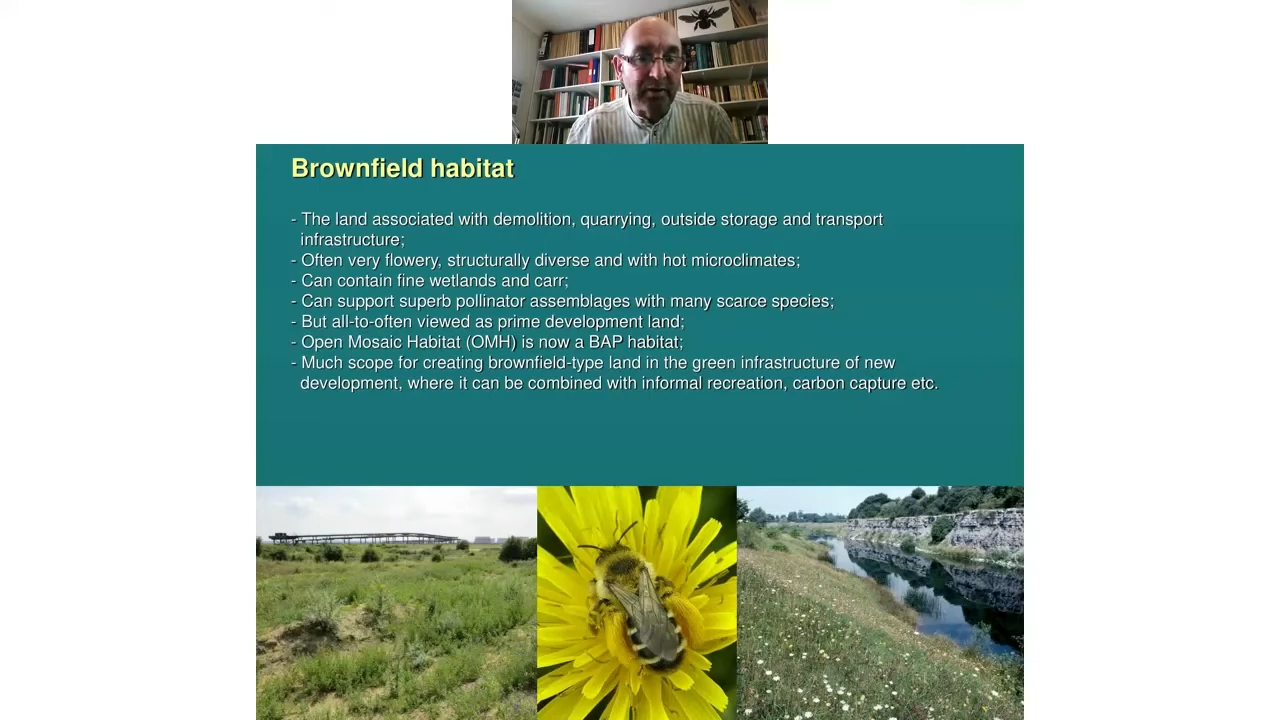 Brownfield habitat
- The land associated with demolition, quarrying, outside storage and transport
infrastructure;
- Often very flowery, structurally diverse and with hot microclimates;
- Can contain fine wetlands and carr;
- Can support superb pollinator assemblages with many scarce species;
- But all-to-often viewed as prime development land;
- Open Mosaic Habitat (OMH) is now a BAP habitat;
- Much scope for creating brownfield-type land in the green infrastructure of new
development, where it can be combined with informal recreation, carbon capture etc.